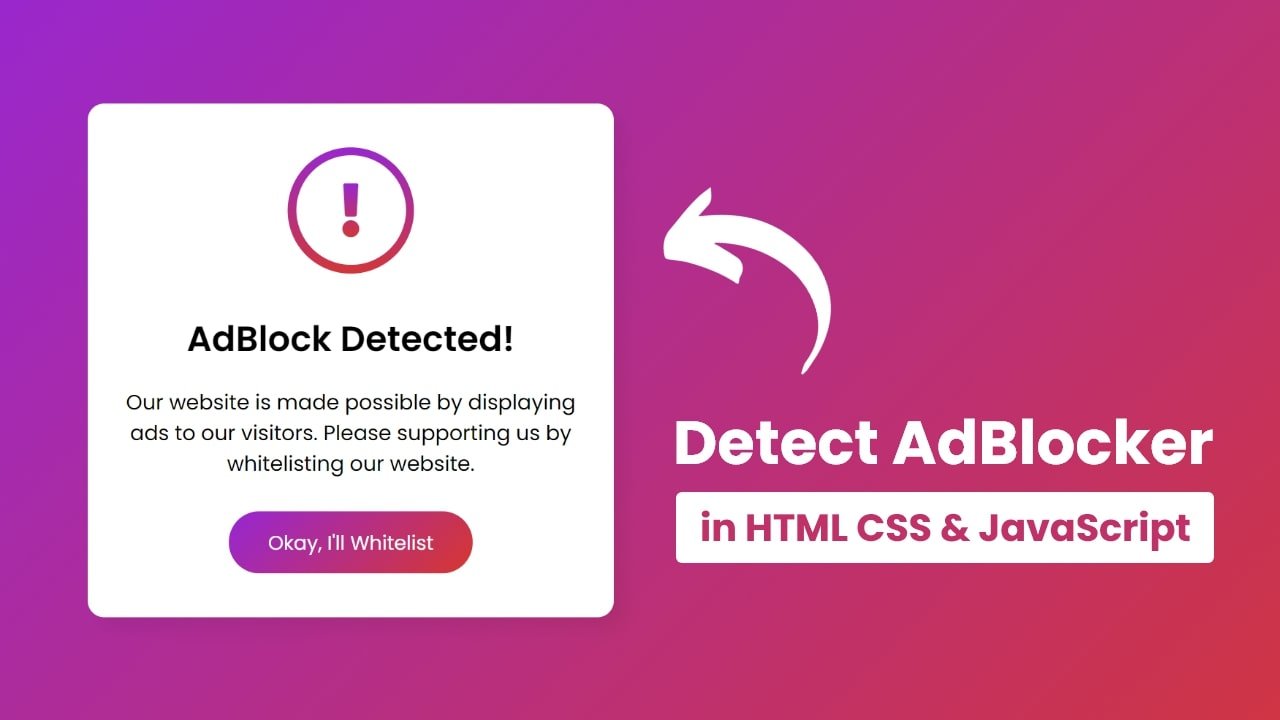 !
AdBlock Detected!
Our website is made possible by displaying
ads to our visitors. Please supporting us by
whitelisting our website.
Okay, I'll Whitelist
Detect AdBlocker
in HTML CSS & JavaScript